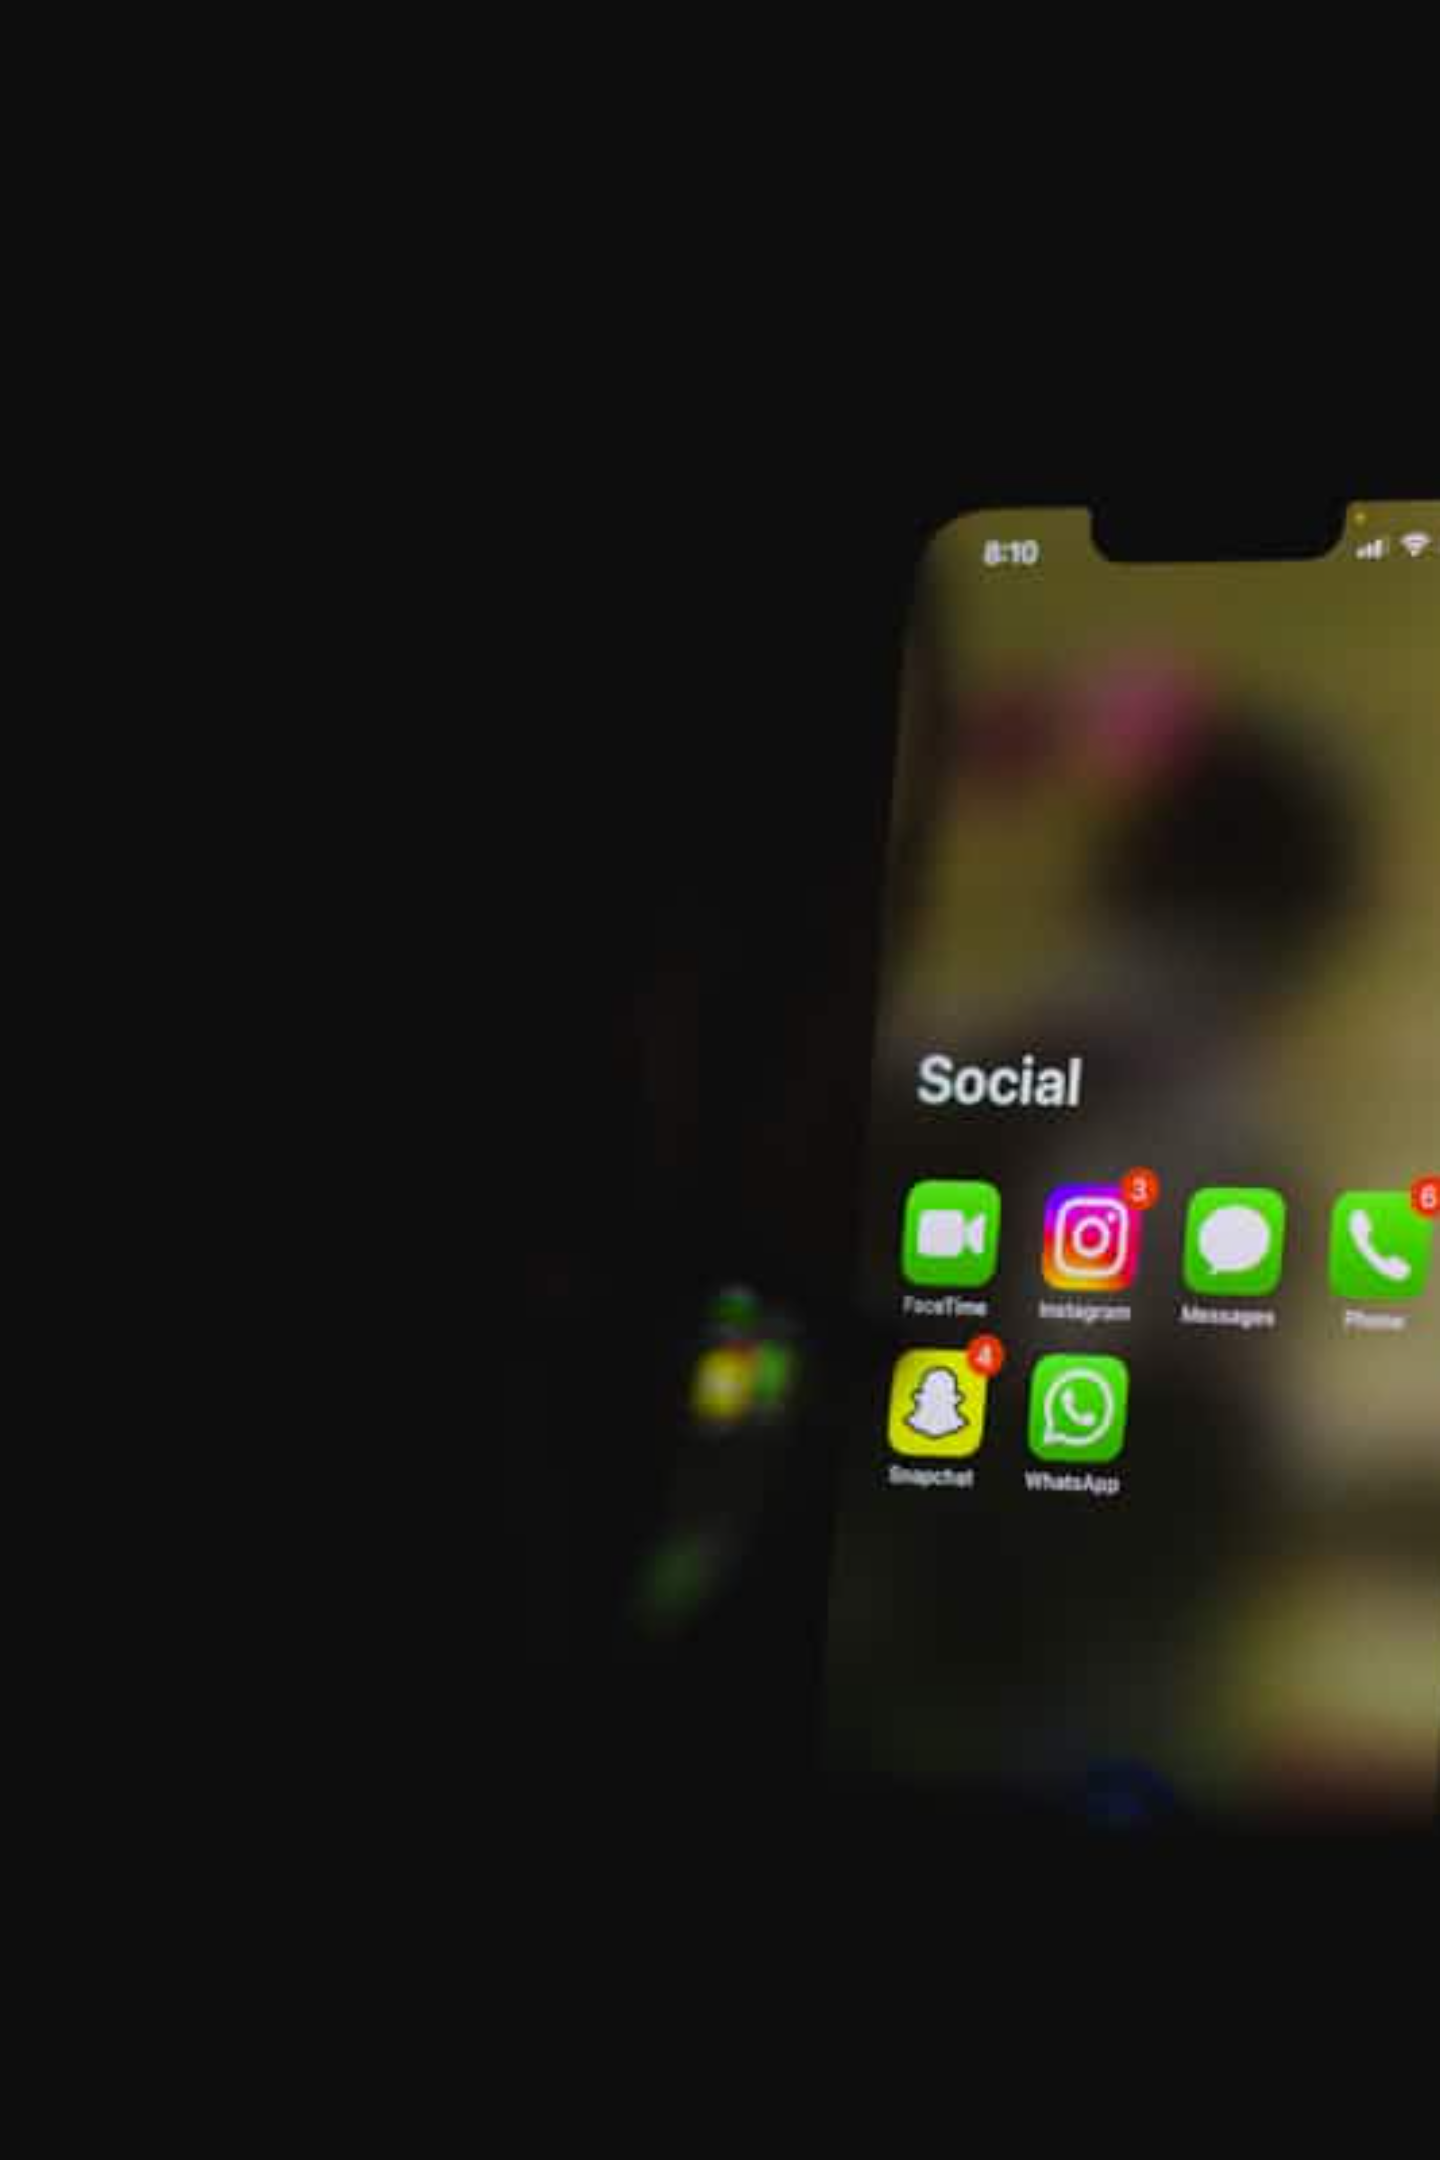 8:10
Social
3
6
FaceTime
Instagram
Messages
Phone
4
Snapchat
WhatsApp